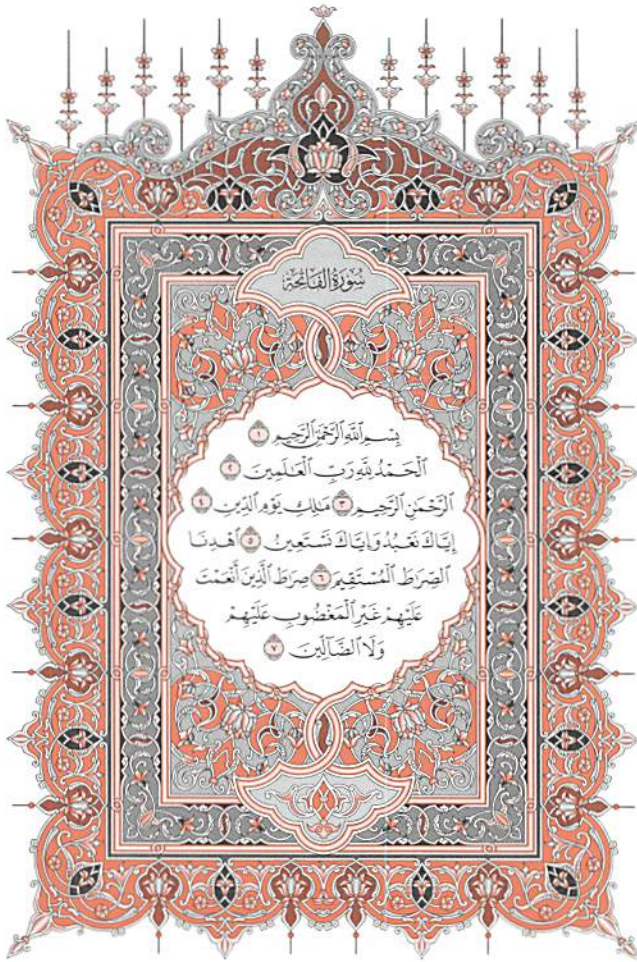 سُورَةُ الفَاتِحَةِ
بِسْمِ ٱللَّهِ ٱلرَّحْمَٰنِ ٱلرَّحِيمِ ١
ٱلْحَمْدُ لِلَّهِ رَبِّ ٱلْعَٰلَمِينَ ٢
ٱلرَّحْمَٰنِ ٱلرَّحِيمِ ٣ مَٰلِكِ يَوْمِ ٱلدِّينِ ٤
إِيَّاكَ نَعْبُدُ وَإِيَّاكَ نَسْتَعِينُ ٥ ٱهْدِنَا
ٱلصِّرَٰطَ ٱلْمُسْتَقِيمَ ٦ صِرَٰطَ ٱلَّذِينَ أَنْعَمْتَ
عَلَيْهِمْ غَيْرِ ٱلْمَغْضُوبِ عَلَيْهِمْ
وَلَا ٱلضَّآلِّينَ ٧